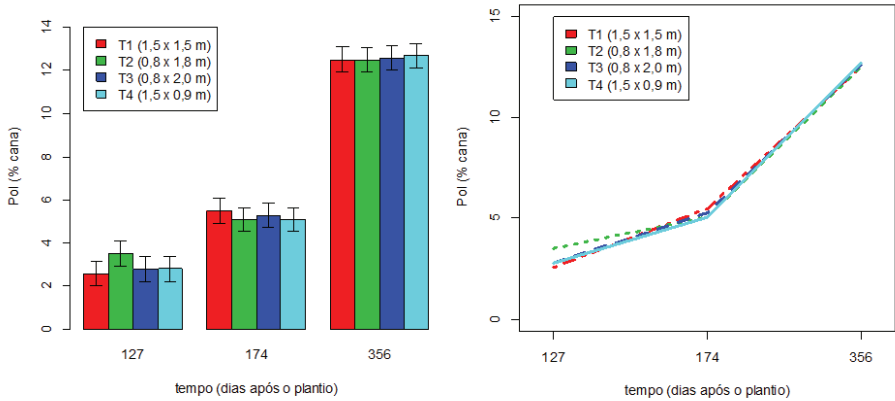 14
12
10
8
6
4
2
0
Pol (% cana)
T1 (1,5 x 1,5 m)
T2 (0,8 x 1,8 m)
T3 (0,8 x 2,0 m)
T4 (1,5 x 0,9 m)
127
174
356
tempo (dias após o plantio)
15
10
5
0
Pol (% cana)
T1 (1,5 x 1,5 m)
T2 (0,8 x 1,8 m)
T3 (0,8 x 2,0 m)
T4 (1,5 x 0,9 m)
127
174
356
tempo (dias após o plantio)